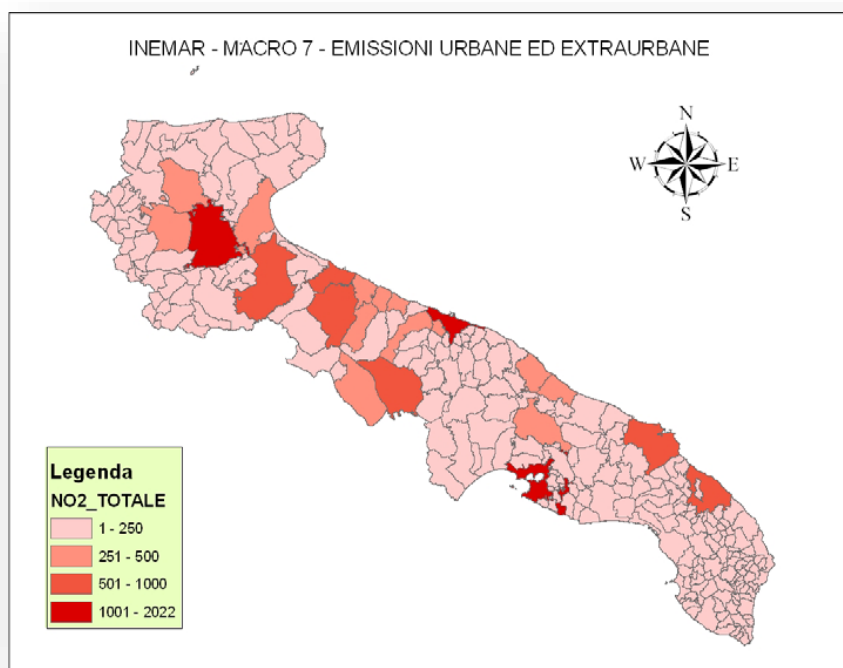 INEMAR - MACRO 7 - EMISSIONI URBANE ED EXTRAURBANE
N
W E
S
Legenda
NO2_TOTALE
1 - 250
251 - 500
501 - 1000
1001 - 2022